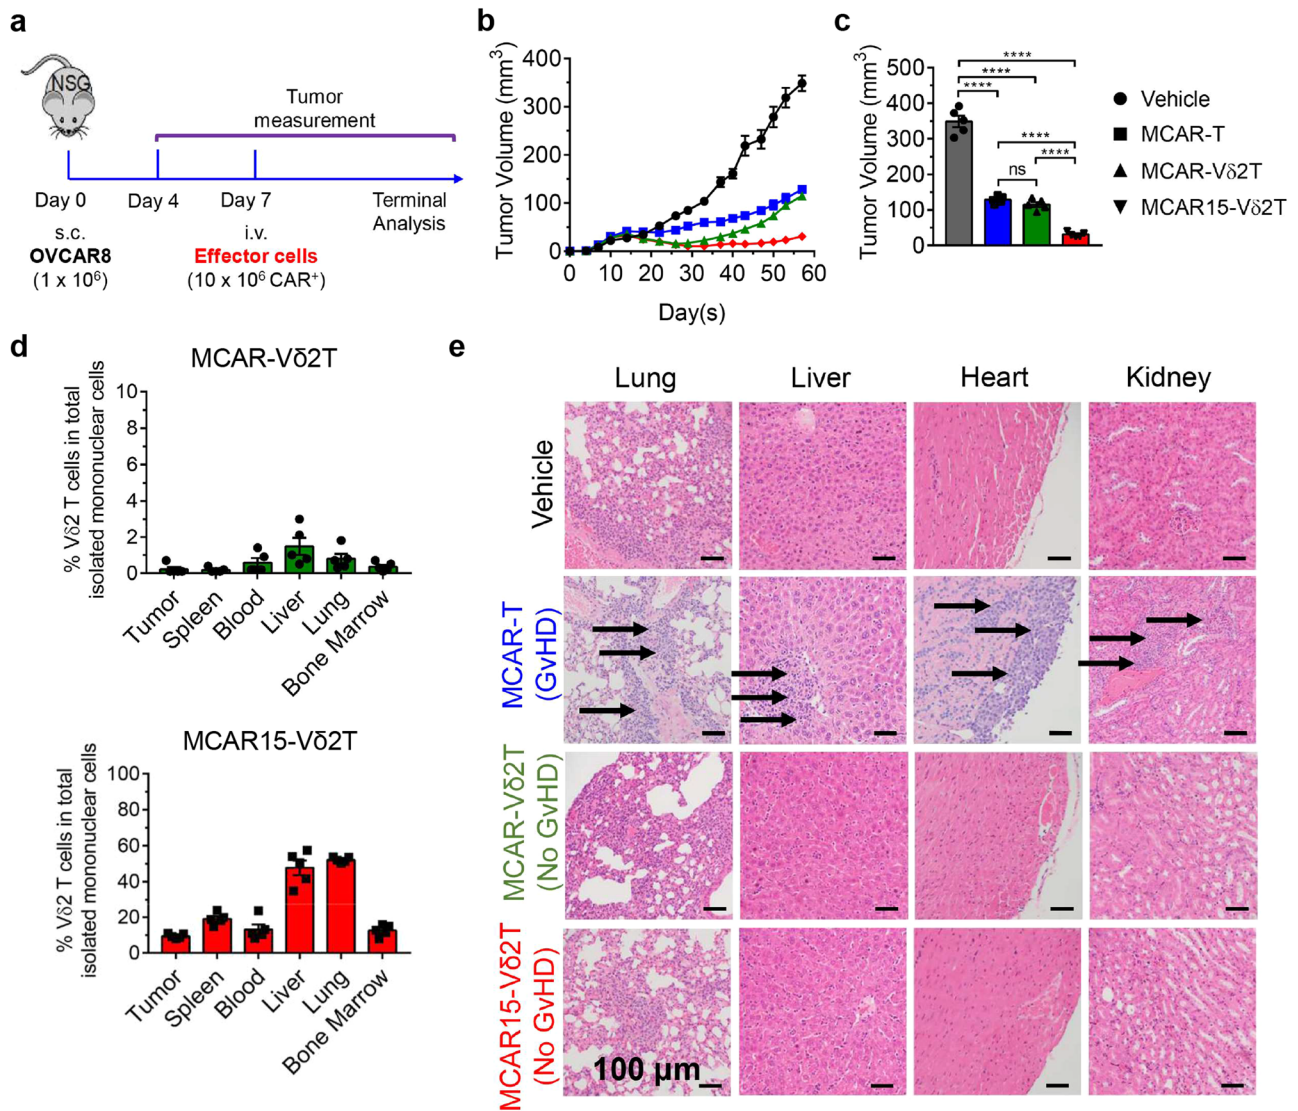 a
NSG
Tumor
measurement
Day 0
Day 4
Day 7
Terminal
Analysis
s.c.
OVCAR8
(1 x 10⁶)
i.v.
Effector cells
(10 x 10⁶ CAR⁺)
b
Tumor Volume (mm³)
400
300
200
100
0
0 10 20 30 40 50 60
Day(s)
c
Tumor Volume (mm³)
500
400
300
200
100
0
****
****
****
****
****
ns
Vehicle
MCAR-T
MCAR-Vδ2T
MCAR15-Vδ2T
d
MCAR-Vδ2T
% Vδ2 T cells in total
isolated mononuclear cells
10
8
6
4
2
0
Tumor
Spleen
Blood
Liver
Lung
Bone Marrow
MCAR15-Vδ2T
% Vδ2 T cells in total
isolated mononuclear cells
100
80
60
40
20
0
Tumor
Spleen
Blood
Liver
Lung
Bone Marrow
e
Lung Liver Heart Kidney
Vehicle
MCAR-T
(GvHD)
MCAR-Vδ2T
(No GvHD)
MCAR15-Vδ2T
(No GvHD)
100 μm